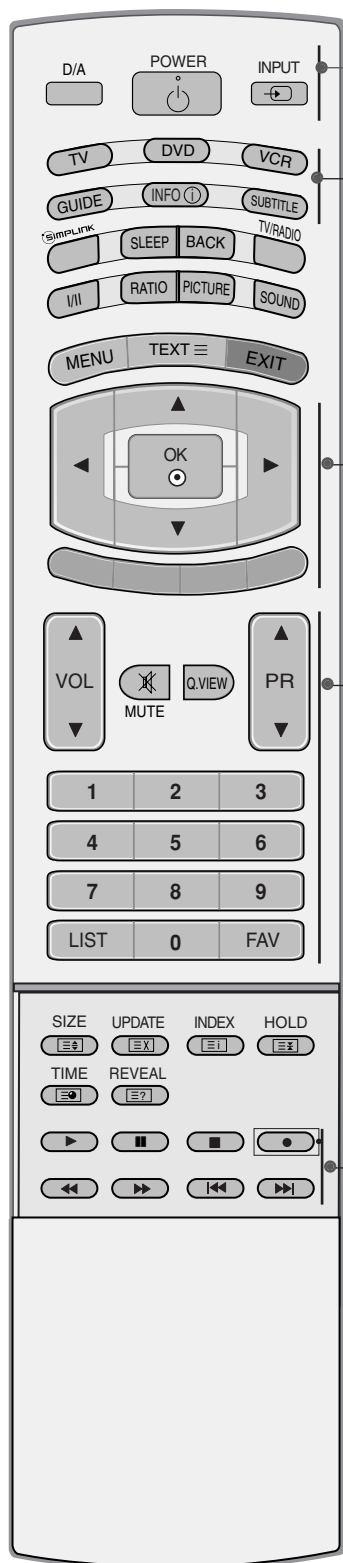 D/A POWER INPUT
TV DVD VCR
GUIDE INFO i SUBTITLE
SIMPLINK SLEEP BACK TV/RADIO
I/II RATIO PICTURE SOUND
MENU TEXT EXIT
OK
VOL MUTE Q.VIEW PR
1 2 3
4 5 6
7 8 9
LIST 0 FAV
SIZE UPDATE INDEX HOLD
TIME REVEAL